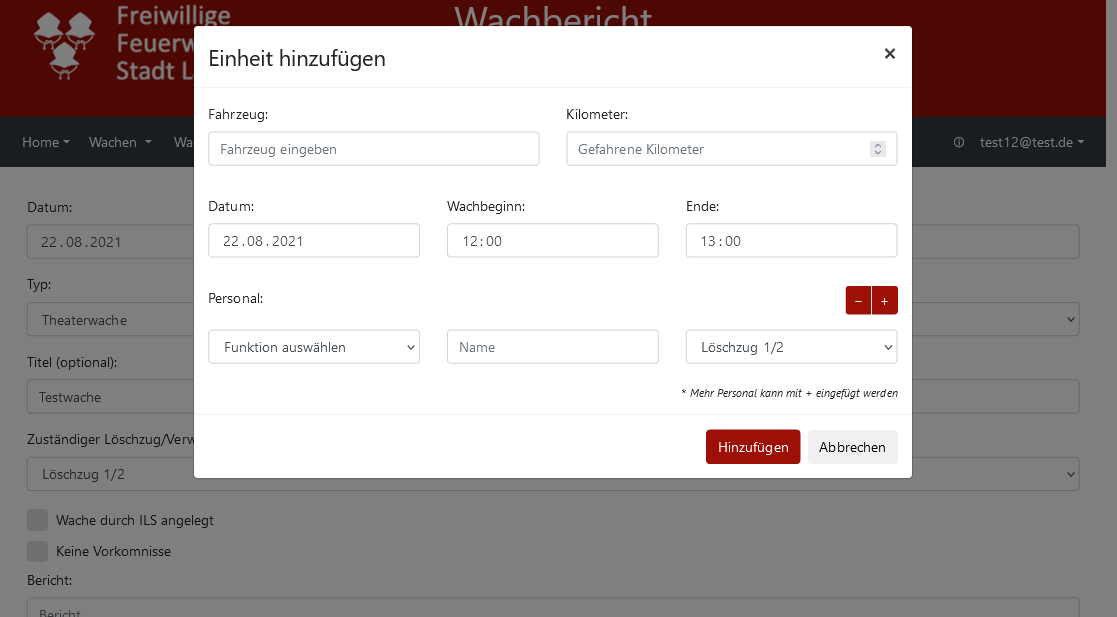 Freiwillige
Feuerw
Stadt L
Wachbericht
Einheit hinzufügen
×
Home
Wachen
Wa
test12@test.de
Fahrzeug:
Kilometer:
Fahrzeug eingeben
Gefahrene Kilometer
Datum:
Wachbeginn:
Ende:
22.08.2021
12:00
13:00
Personal:
– +
Funktion auswählen
Name
Löschzug 1/2
* Mehr Personal kann mit + eingefügt werden
Hinzufügen
Abbrechen
Datum:
22.08.2021
Typ:
Theaterwache
Titel (optional):
Testwache
Zuständiger Löschzug/Verw
Löschzug 1/2
Wache durch ILS angelegt
Keine Vorkomnisse
Bericht:
Bericht